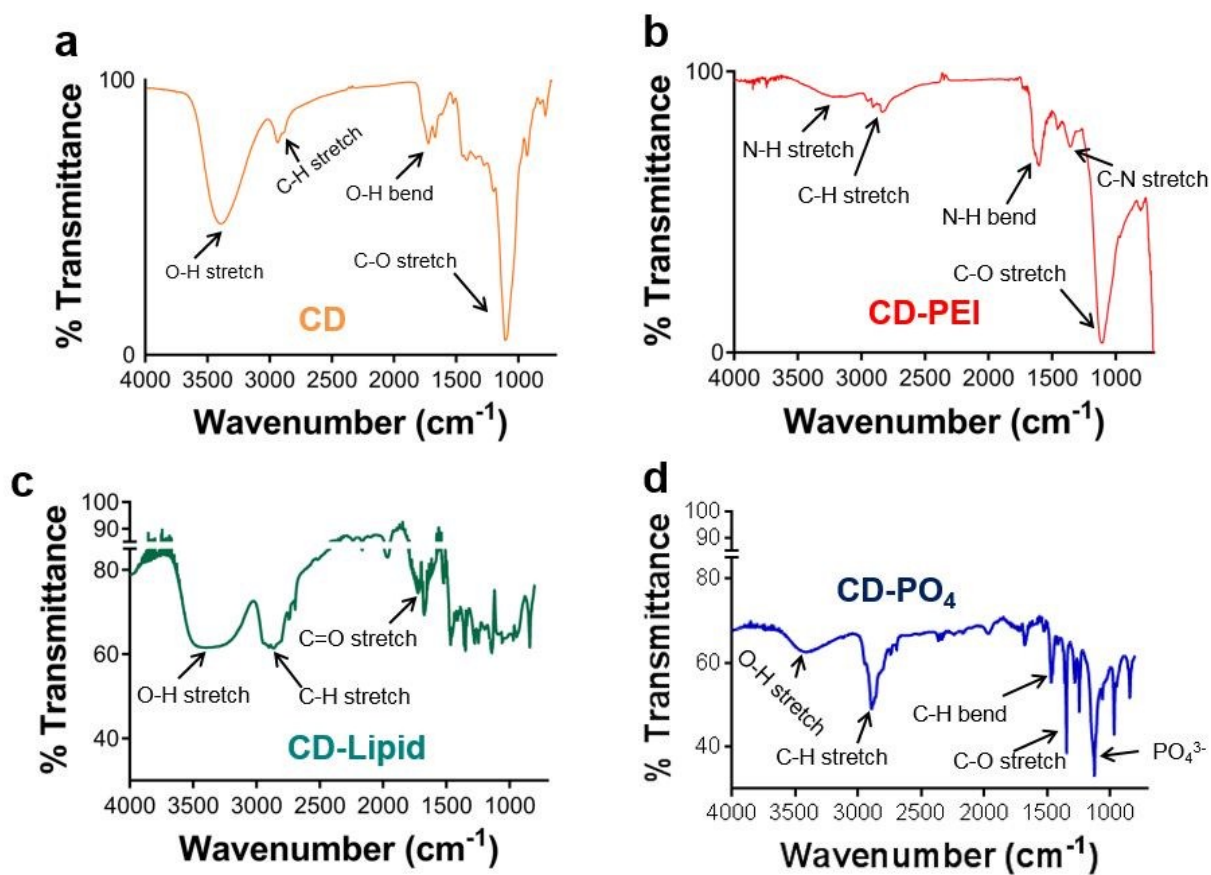 a
100
0
% Transmittance
O-H stretch
C-H stretch
O-H bend
C-O stretch
CD
4000 3500 3000 2500 2000 1500 1000
Wavenumber (cm⁻¹)
b
100
0
% Transmittance
N-H stretch
C-H stretch
N-H bend
C-N stretch
C-O stretch
CD-PEI
4000 3500 3000 2500 2000 1500 1000
Wavenumber (cm⁻¹)
c
100
90
80
60
40
% Transmittance
O-H stretch
C-H stretch
C=O stretch
CD-Lipid
4000 3500 3000 2500 2000 1500 1000
Wavenumber (cm⁻¹)
d
100
90
80
60
40
% Transmittance
CD-PO₄
O-H stretch
C-H stretch
C-H bend
C-O stretch
PO₄³⁻
4000 3500 3000 2500 2000 1500 1000
Wavenumber (cm⁻¹)